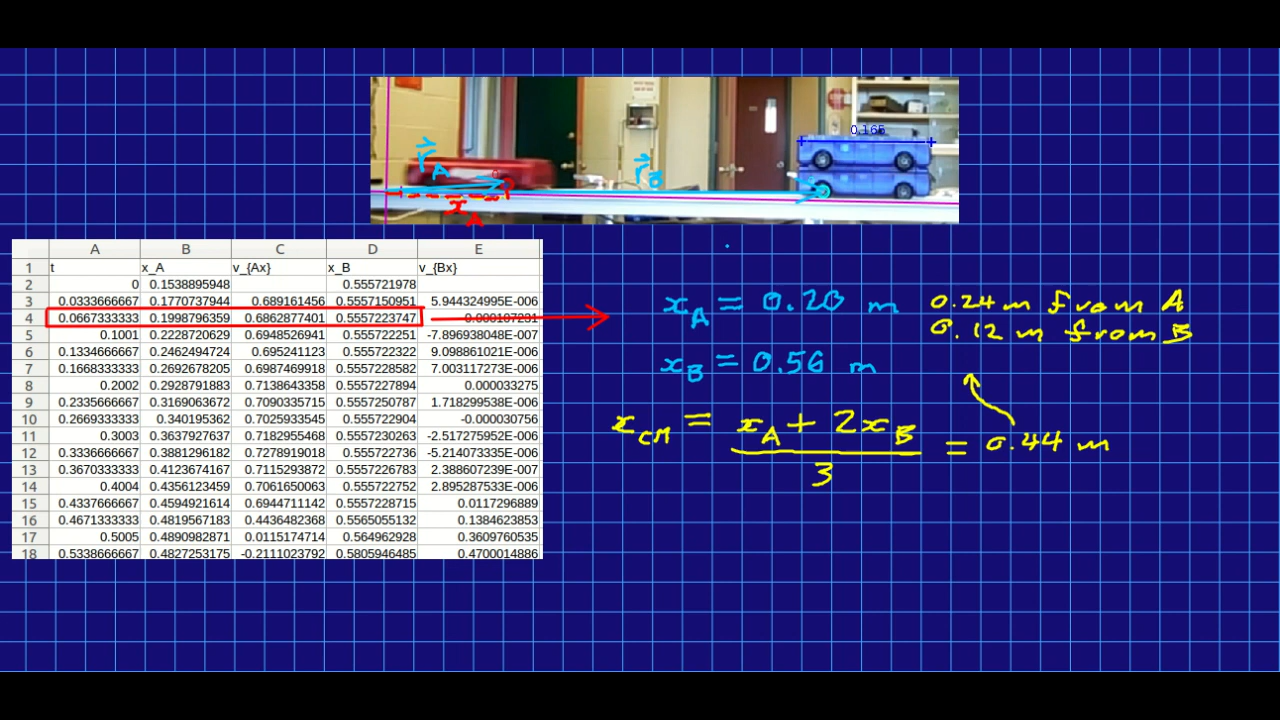 0.165
r_A
r_B
x_A
A B C D E
1 t x_A v_{Ax} x_B v_{Bx}
2 0 0.1538895948 0.555721978
3 0.0333666667 0.1770737944 0.689161456 0.5557150951 5.944324995E-006
4 0.0667333333 0.1998796359 0.6862877401 0.5557223747 0.000107231
5 0.1001 0.2228720629 0.6948526941 0.555722251 -7.896936048E-007
6 0.1334666667 0.2462494724 0.695241123 0.555722322 9.098861021E-006
7 0.1668333333 0.2692678205 0.6987469918 0.5557228582 7.003117273E-006
8 0.2002 0.2928791883 0.7138643358 0.5557227894 0.000033275
9 0.2335666667 0.3169063672 0.7090335715 0.5557250787 1.718298538E-006
10 0.2669333333 0.340195362 0.7025933545 0.555722904 -0.000030756
11 0.3003 0.3637927637 0.7182955468 0.5557230263 -2.517275952E-006
12 0.3336666667 0.3881296182 0.7278919012 0.555722736 -5.214073335E-006
13 0.3670333333 0.4123674167 0.7115293872 0.5557226783 2.388607239E-007
14 0.4004 0.4356123459 0.7061650063 0.555722752 2.895287533E-006
15 0.4337666667 0.4594921614 0.6944711142 0.5557228715 0.0117296889
16 0.4671333333 0.4819567183 0.4436482368 0.5565055132 0.1384623853
17 0.5005 0.4890982871 0.0115174714 0.564962928 0.3609760535
18 0.5338666667 0.4827253175 -0.2111023792 0.5805946485 0.4700014886
x_A = 0.20 m
0.24 m from A
0.12 m from B
x_B = 0.56 m
x_CM = x_A + 2x_B / 3 = 0.44 m